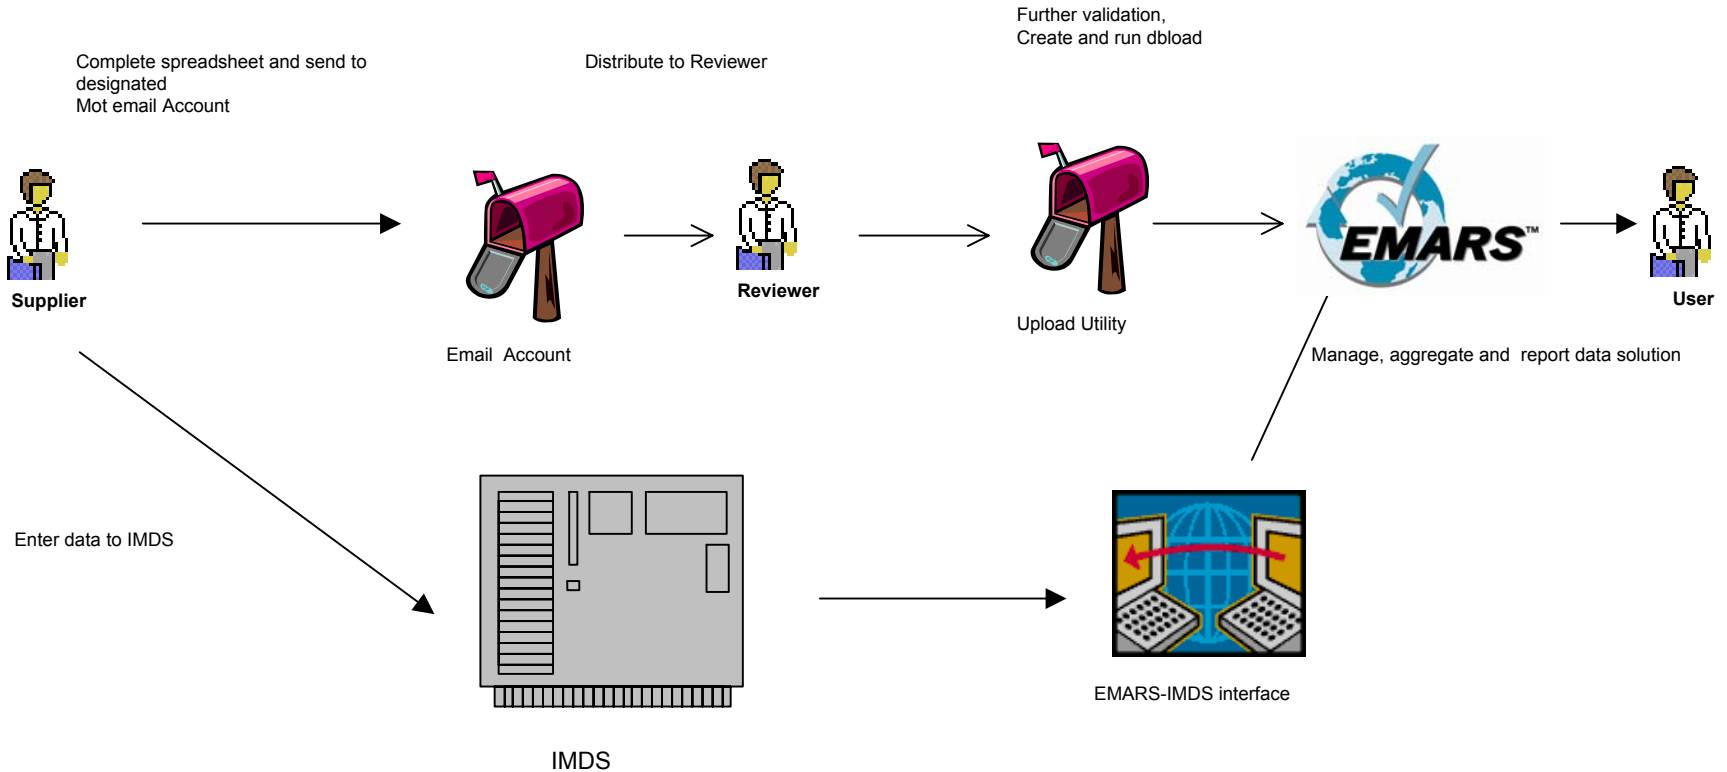 Further validation,
Create and run dbload
Complete spreadsheet and send to
designated
Mot email Account
Distribute to Reviewer
EMARS™
Supplier
Reviewer
User
Upload Utility
Email Account
Manage, aggregate and report data solution
Enter data to IMDS
EMARS-IMDS interface
IMDS